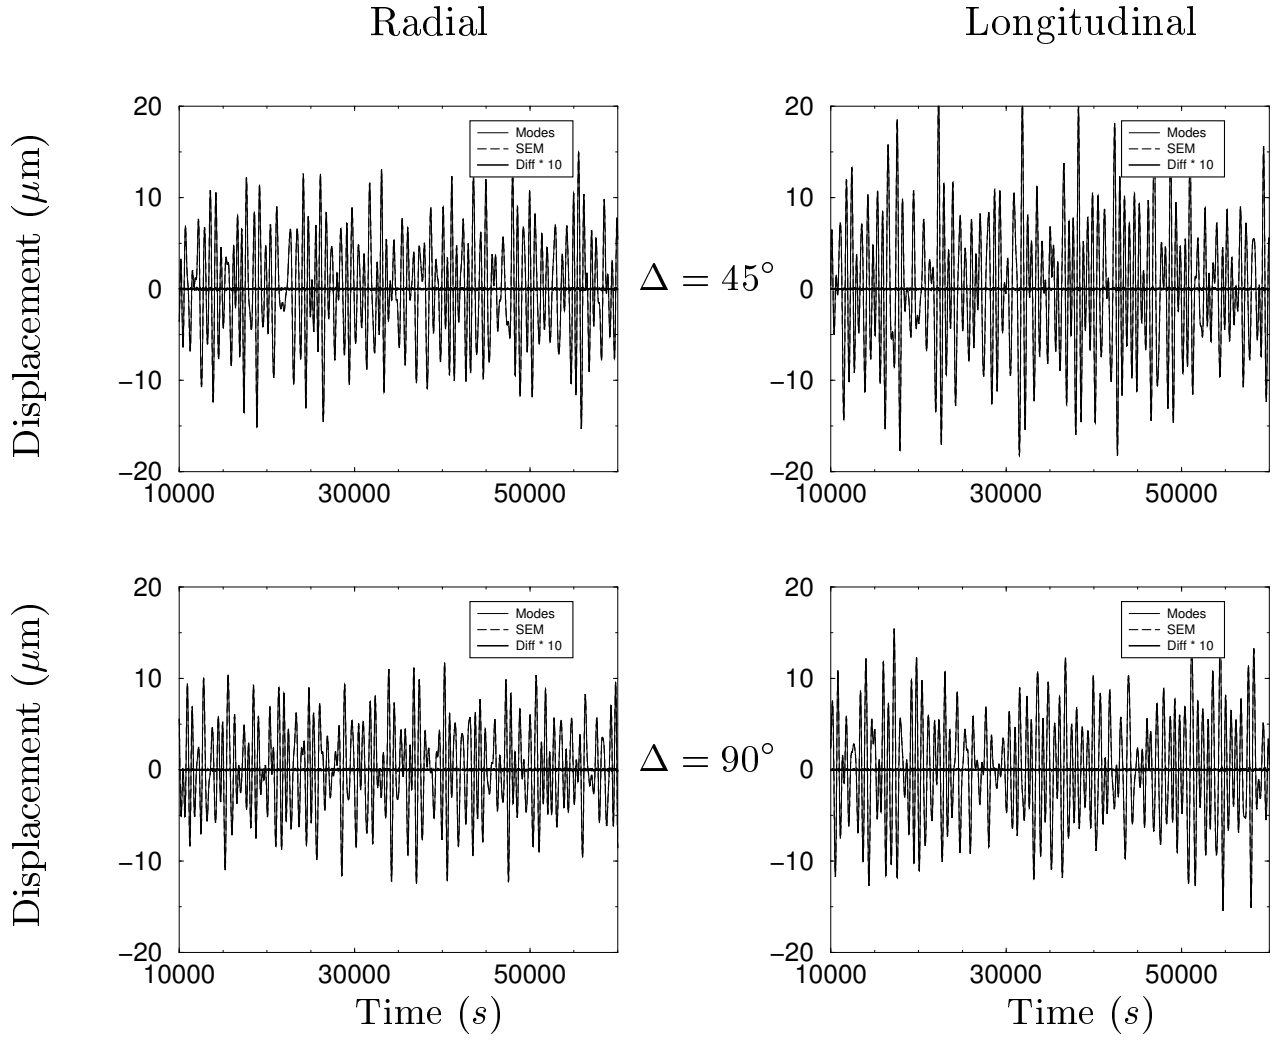 Radial
Longitudinal
Displacement (μm)
20
10
0
−10
−20
10000 30000 50000
Modes
SEM
Diff * 10
Δ = 45°
20
10
0
−10
−20
10000 30000 50000
Modes
SEM
Diff * 10
Displacement (μm)
20
10
0
−10
−20
10000 30000 50000
Time (s)
Modes
SEM
Diff * 10
Δ = 90°
20
10
0
−10
−20
10000 30000 50000
Time (s)
Modes
SEM
Diff * 10